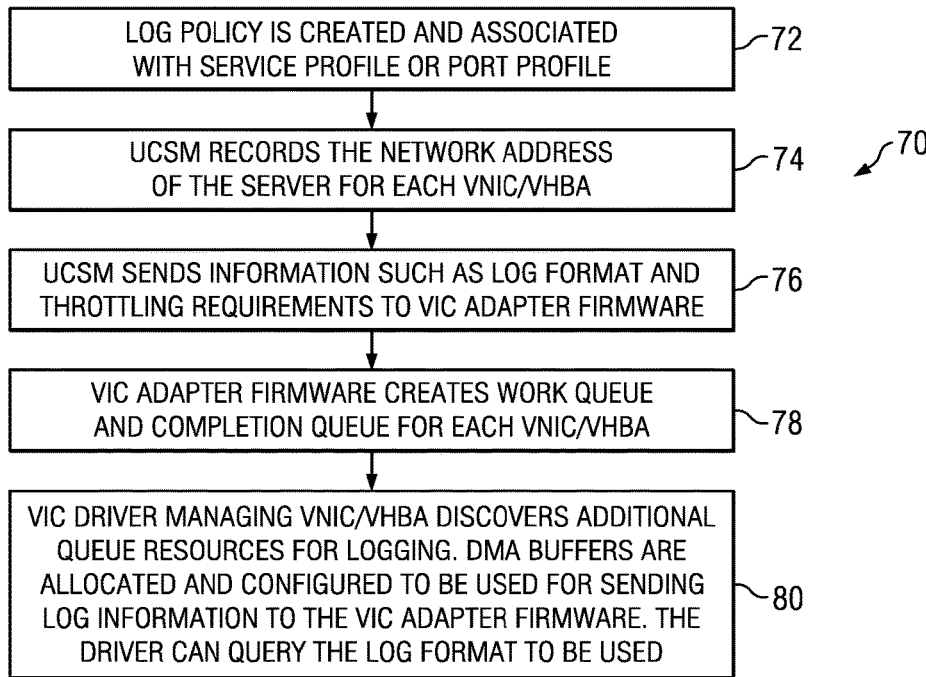 LOG POLICY IS CREATED AND ASSOCIATED
WITH SERVICE PROFILE OR PORT PROFILE
72
UCSM RECORDS THE NETWORK ADDRESS
OF THE SERVER FOR EACH VNIC/VHBA
74
70
UCSM SENDS INFORMATION SUCH AS LOG FORMAT AND
THROTTLING REQUIREMENTS TO VIC ADAPTER FIRMWARE
76
VIC ADAPTER FIRMWARE CREATES WORK QUEUE
AND COMPLETION QUEUE FOR EACH VNIC/VHBA
78
VIC DRIVER MANAGING VNIC/VHBA DISCOVERS ADDITIONAL
QUEUE RESOURCES FOR LOGGING. DMA BUFFERS ARE
ALLOCATED AND CONFIGURED TO BE USED FOR SENDING
LOG INFORMATION TO THE VIC ADAPTER FIRMWARE. THE
DRIVER CAN QUERY THE LOG FORMAT TO BE USED
80